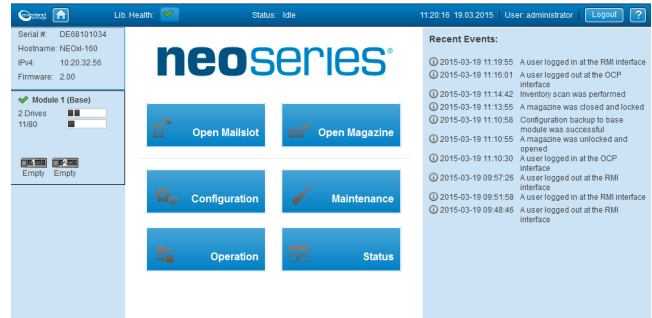 Lib. Health:
Status: Idle
11:20:16 19.03.2015
User: administrator
Logout
?
Serial #: DE68101034
Hostname: NEOxl-160
IPv4: 10.20.32.56
Firmware: 2.00
Module 1 (Base)
2 Drives
11/80
1 2
Empty Empty
neoseries®
Open Mailslot
Open Magazine
Configuration
Maintenance
Operation
Status
Recent Events:
2015-03-19 11:19:55 A user logged in at the RMI interface
2015-03-19 11:16:01 A user logged out at the OCP
interface
2015-03-19 11:14:42 Inventory scan was performed
2015-03-19 11:13:55 A magazine was closed and locked
2015-03-19 11:10:58 Configuration backup to base
module was successful
2015-03-19 11:10:55 A magazine was unlocked and
opened
2015-03-19 11:10:30 A user logged in at the OCP
interface
2015-03-19 09:57:26 A user logged out at the RMI
interface
2015-03-19 09:51:58 A user logged in at the RMI interface
2015-03-19 09:48:46 A user logged out at the RMI
interface